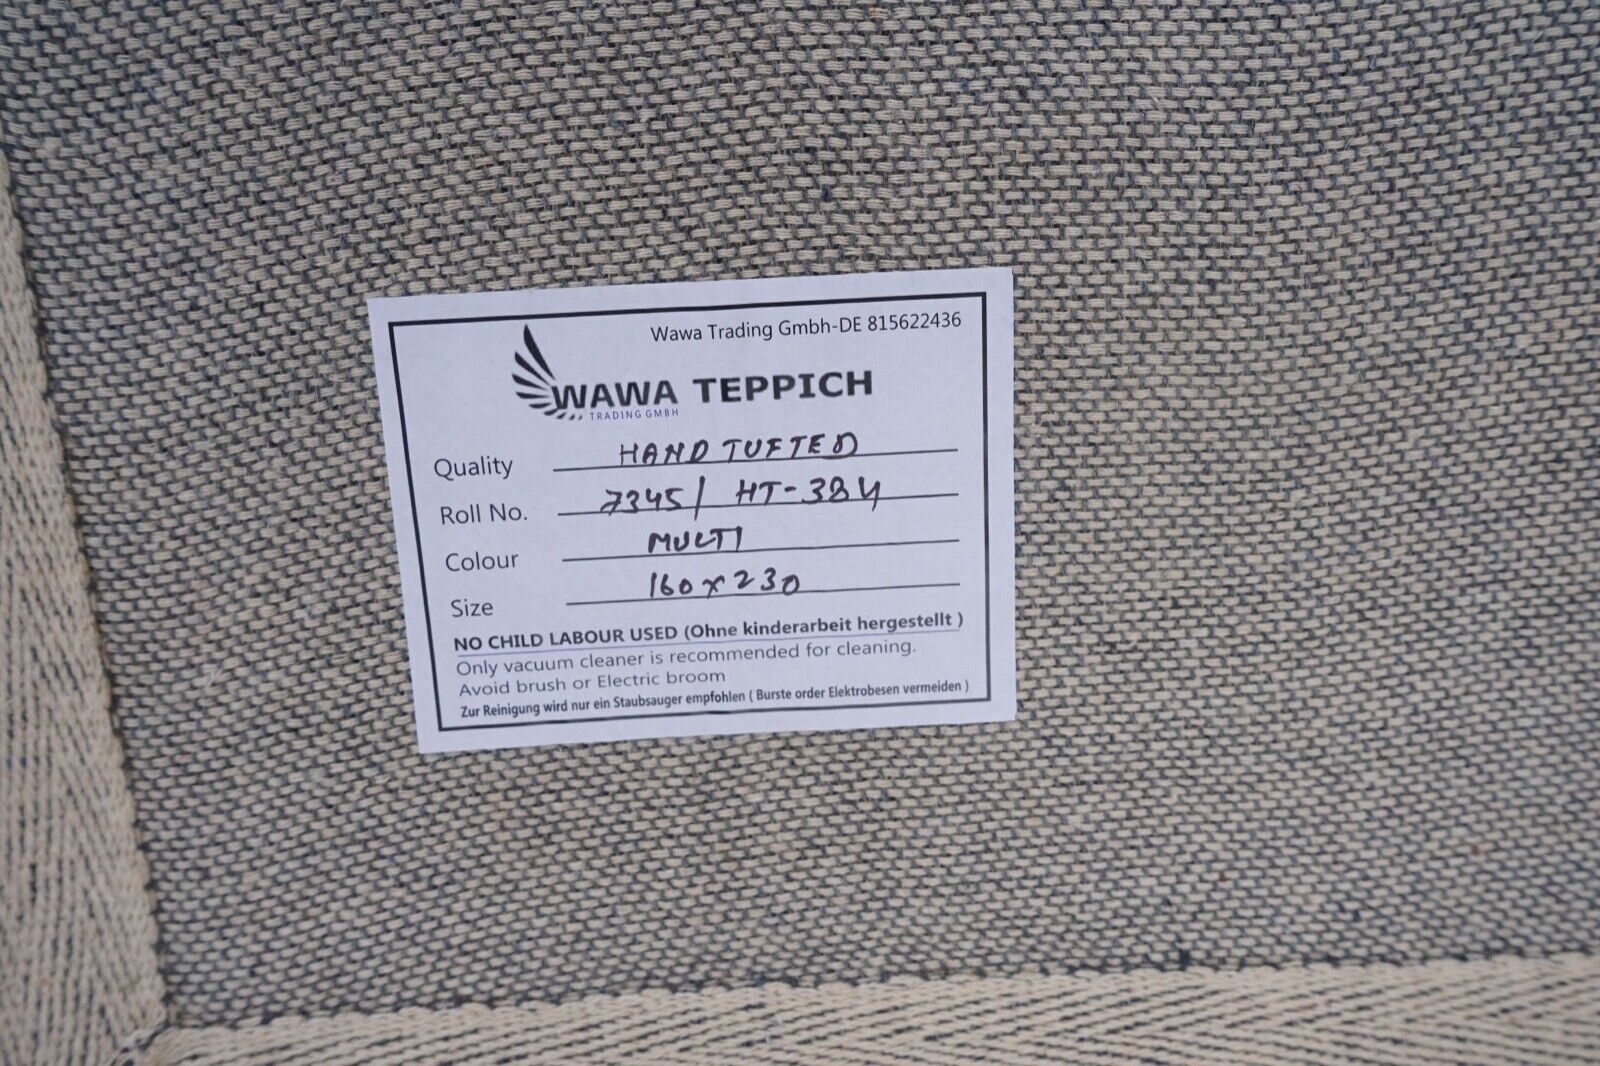 Wawa Trading Gmbh-DE 815622436
WAWA TEPPICH
TRADING GMBH
Quality HAND TUFTED
Roll No. 7345/ HT-384
Colour MULTI
Size 160x230
NO CHILD LABOUR USED (Ohne kinderarbeit hergestellt )
Only vacuum cleaner is recommended for cleaning.
Avoid brush or Electric broom
Zur Reinigung wird nur ein Staubsauger empfohlen ( Burste order Elektrobesen vermeiden )